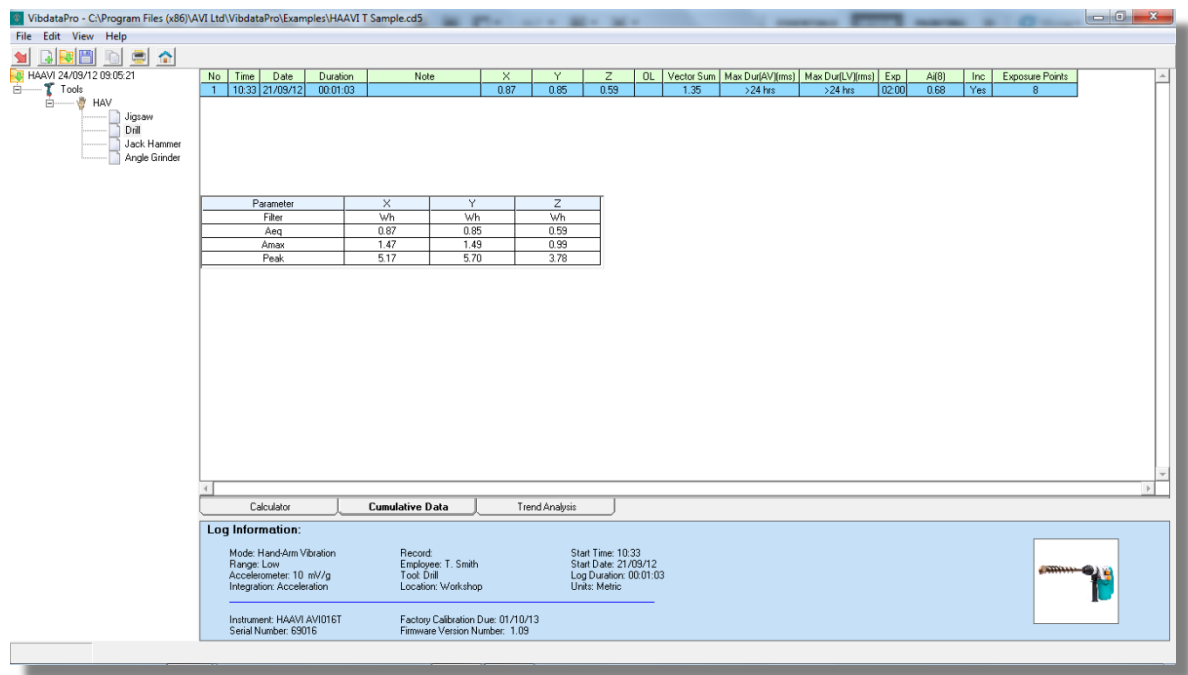 VibdataPro - C:\Program Files (x86)\AVI Ltd\VibdataPro\Examples\HAAVI T Sample.cd5
File Edit View Help
HAAVI 24/09/12 09:05:21
Tools
HAV
Jigsaw
Drill
Jack Hammer
Angle Grinder
No Time Date Duration Note X Y Z OL Vector Sum Max Dur(AV)(rms) Max Dur(LV)(rms) Exp Ai(8) Inc Exposure Points
1 10:33 21/09/12 00:01:03 0.87 0.85 0.59 1.35 >24 hrs >24 hrs 02:00 0.68 Yes 8
Parameter X Y Z
Filter Wh Wh Wh
Aeq 0.87 0.85 0.59
Amax 1.47 1.49 0.99
Peak 5.17 5.70 3.78
Calculator Cumulative Data Trend Analysis
Log Information:
Mode: Hand-Arm Vibration Record: Start Time: 10:33
Range: Low Employee: T. Smith Start Date: 21/09/12
Accelerometer: 10 mV/g Tool: Drill Log Duration: 00:01:03
Integration: Acceleration Location: Workshop Units: Metric
Instrument: HAAVI AVI016T Factory Calibration Due: 01/10/13
Serial Number: 69016 Firmware Version Number: 1.09